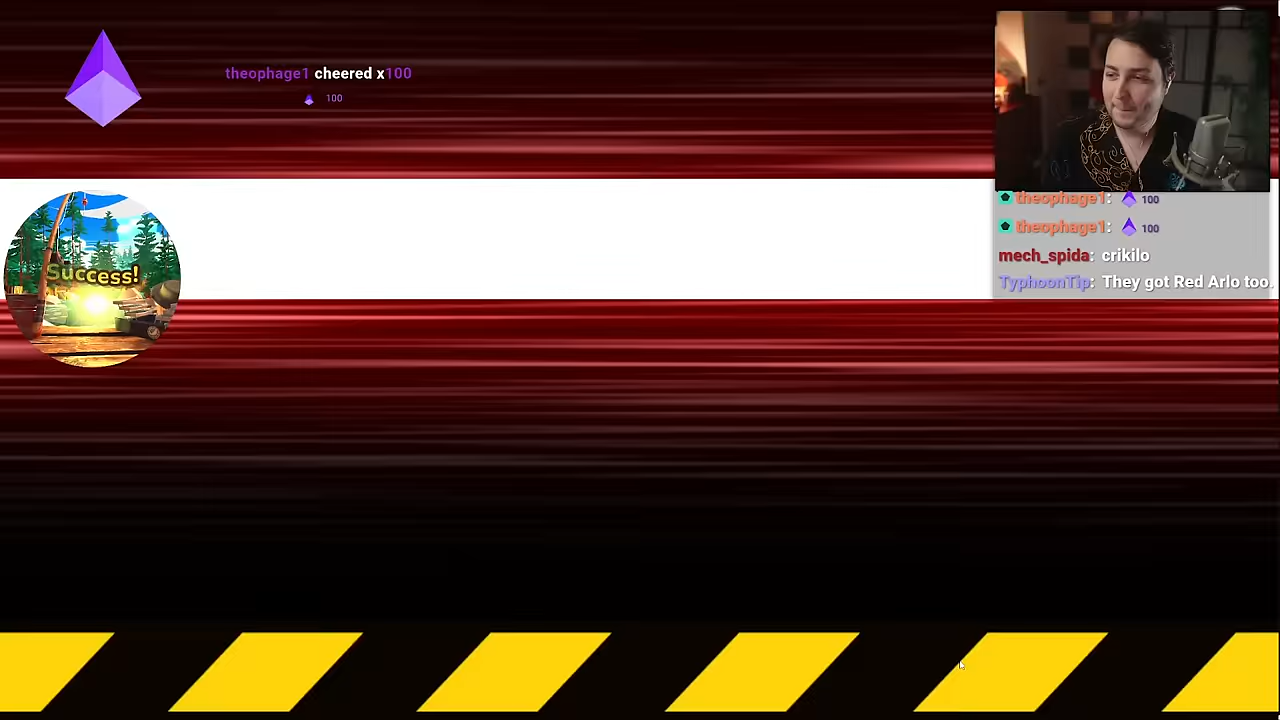 theophage1 cheered x100
100
Success!
theophage1: 100
theophage1: 100
mech_spida: crikilo
TyphoonTip: They got Red Arlo too.